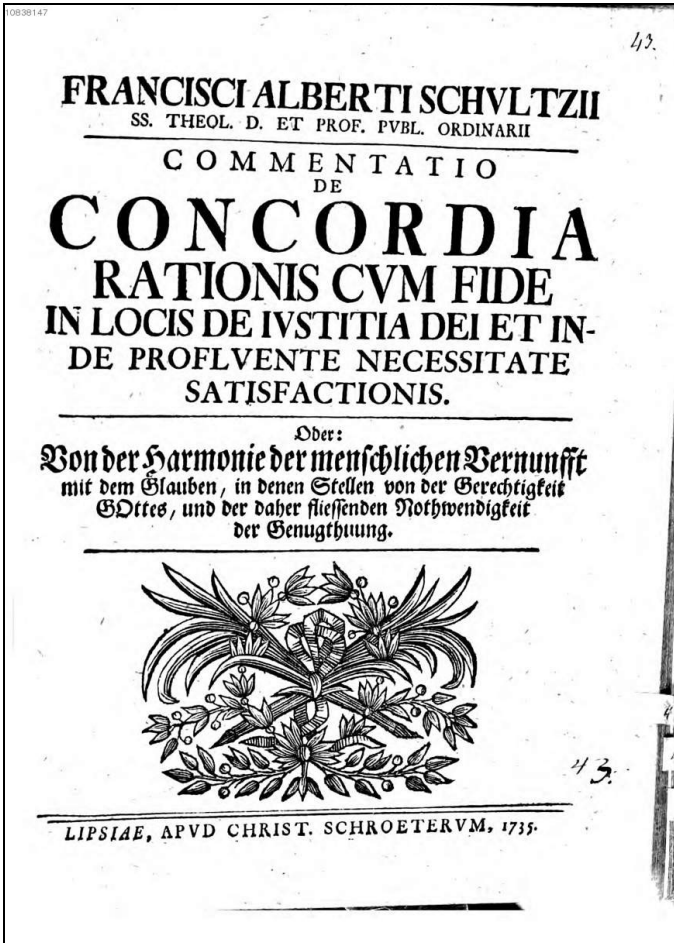 10838147
43.
FRANCISCI ALBERTI SCHVLTZII
SS. THEOL. D. ET PROF. PVBL. ORDINARII
COMMENTATIO
DE
CONCORDIA
RATIONIS CVM FIDE
IN LOCIS DE IVSTITIA DEI ET IN-
DE PROFLVENTE NECESSITATE
SATISFACTIONIS.
Oder:
Von der Harmonie der menschlichen Vernunfft
mit dem Glauben, in denen Stellen von der Gerechtigkeit
GOttes, und der daher fliessenden Nothwendigkeit
der Genugthuung.
43.
LIPSIAE, APVD CHRIST. SCHROETERVM, 1735.